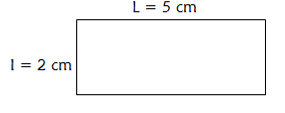 L = 5 cm
l = 2 cm